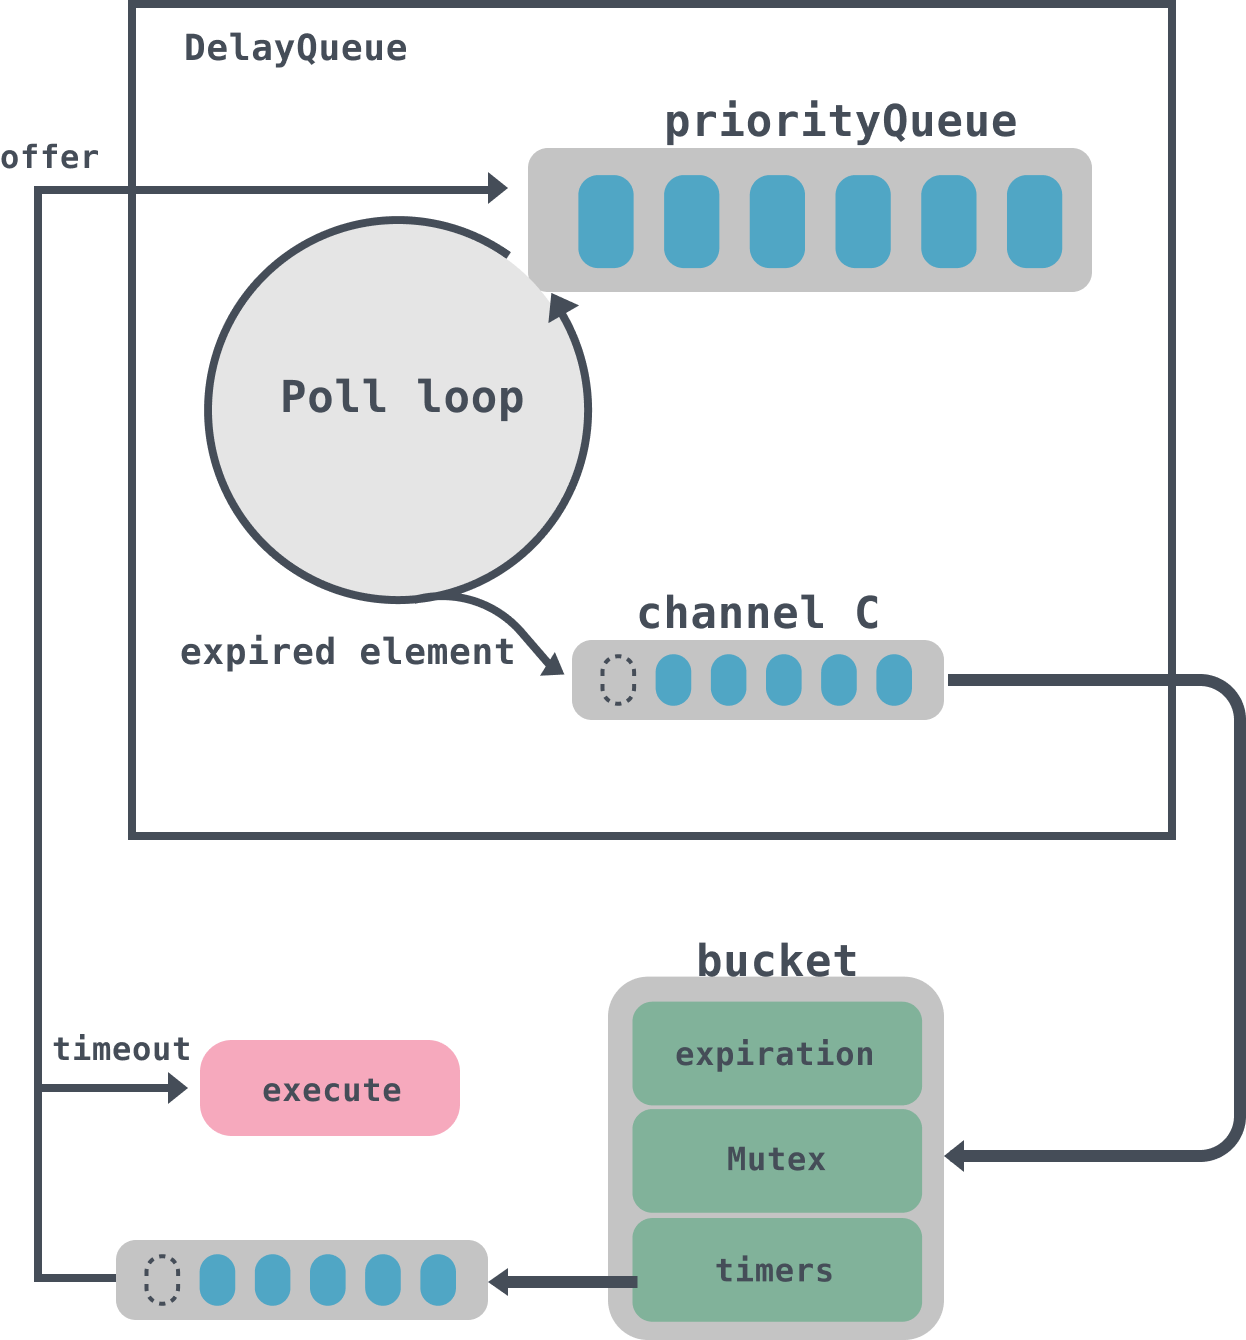 DelayQueue
priorityQueue
offer
Poll loop
channel C
expired element
bucket
timeout
expiration
execute
Mutex
timers